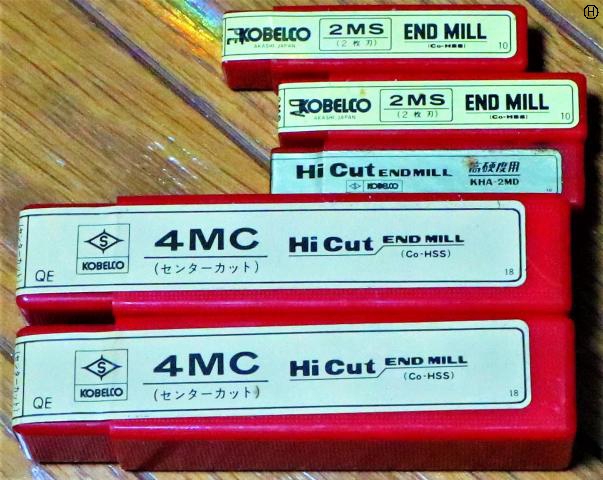 H
KOBELCO 2MS END MILL
AKASHI JAPAN (2枚刃) (Co-HSS) 10
KOBELCO 2MS END MILL
AKASHI JAPAN (2枚刃) (Co-HSS) 10
Hi Cut END MILL 高硬度用
S KOBELCO KHA-2MD 10
S 4MC Hi Cut END MILL
KOBELCO (センターカット) (Co-HSS)
QE 18
S 4MC Hi Cut END MILL
KOBELCO (センターカット) (Co-HSS)
QE 18